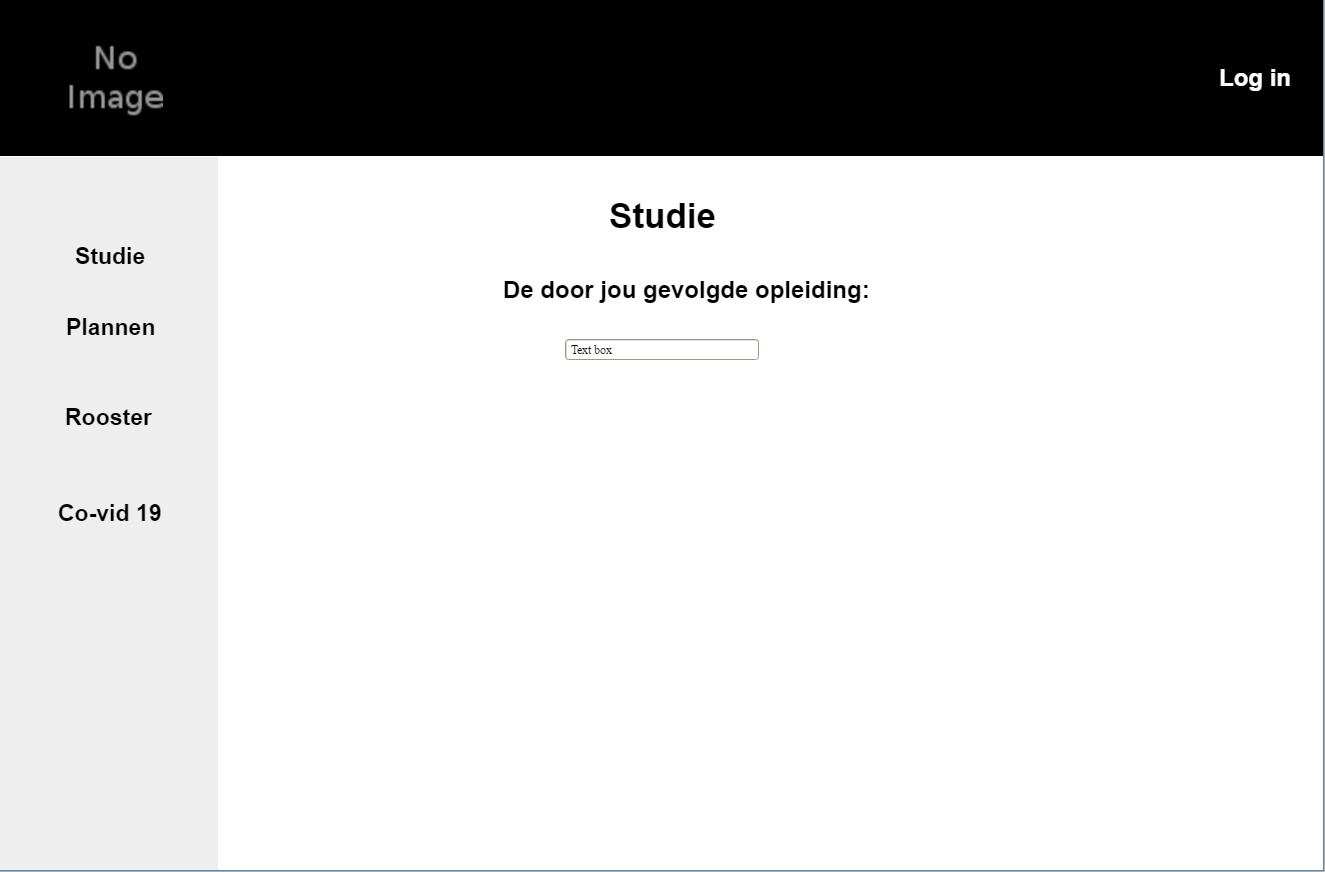 No
Image
Log in
Studie
Plannen
Rooster
Co-vid 19
Studie
De door jou gevolgde opleiding:
Text box